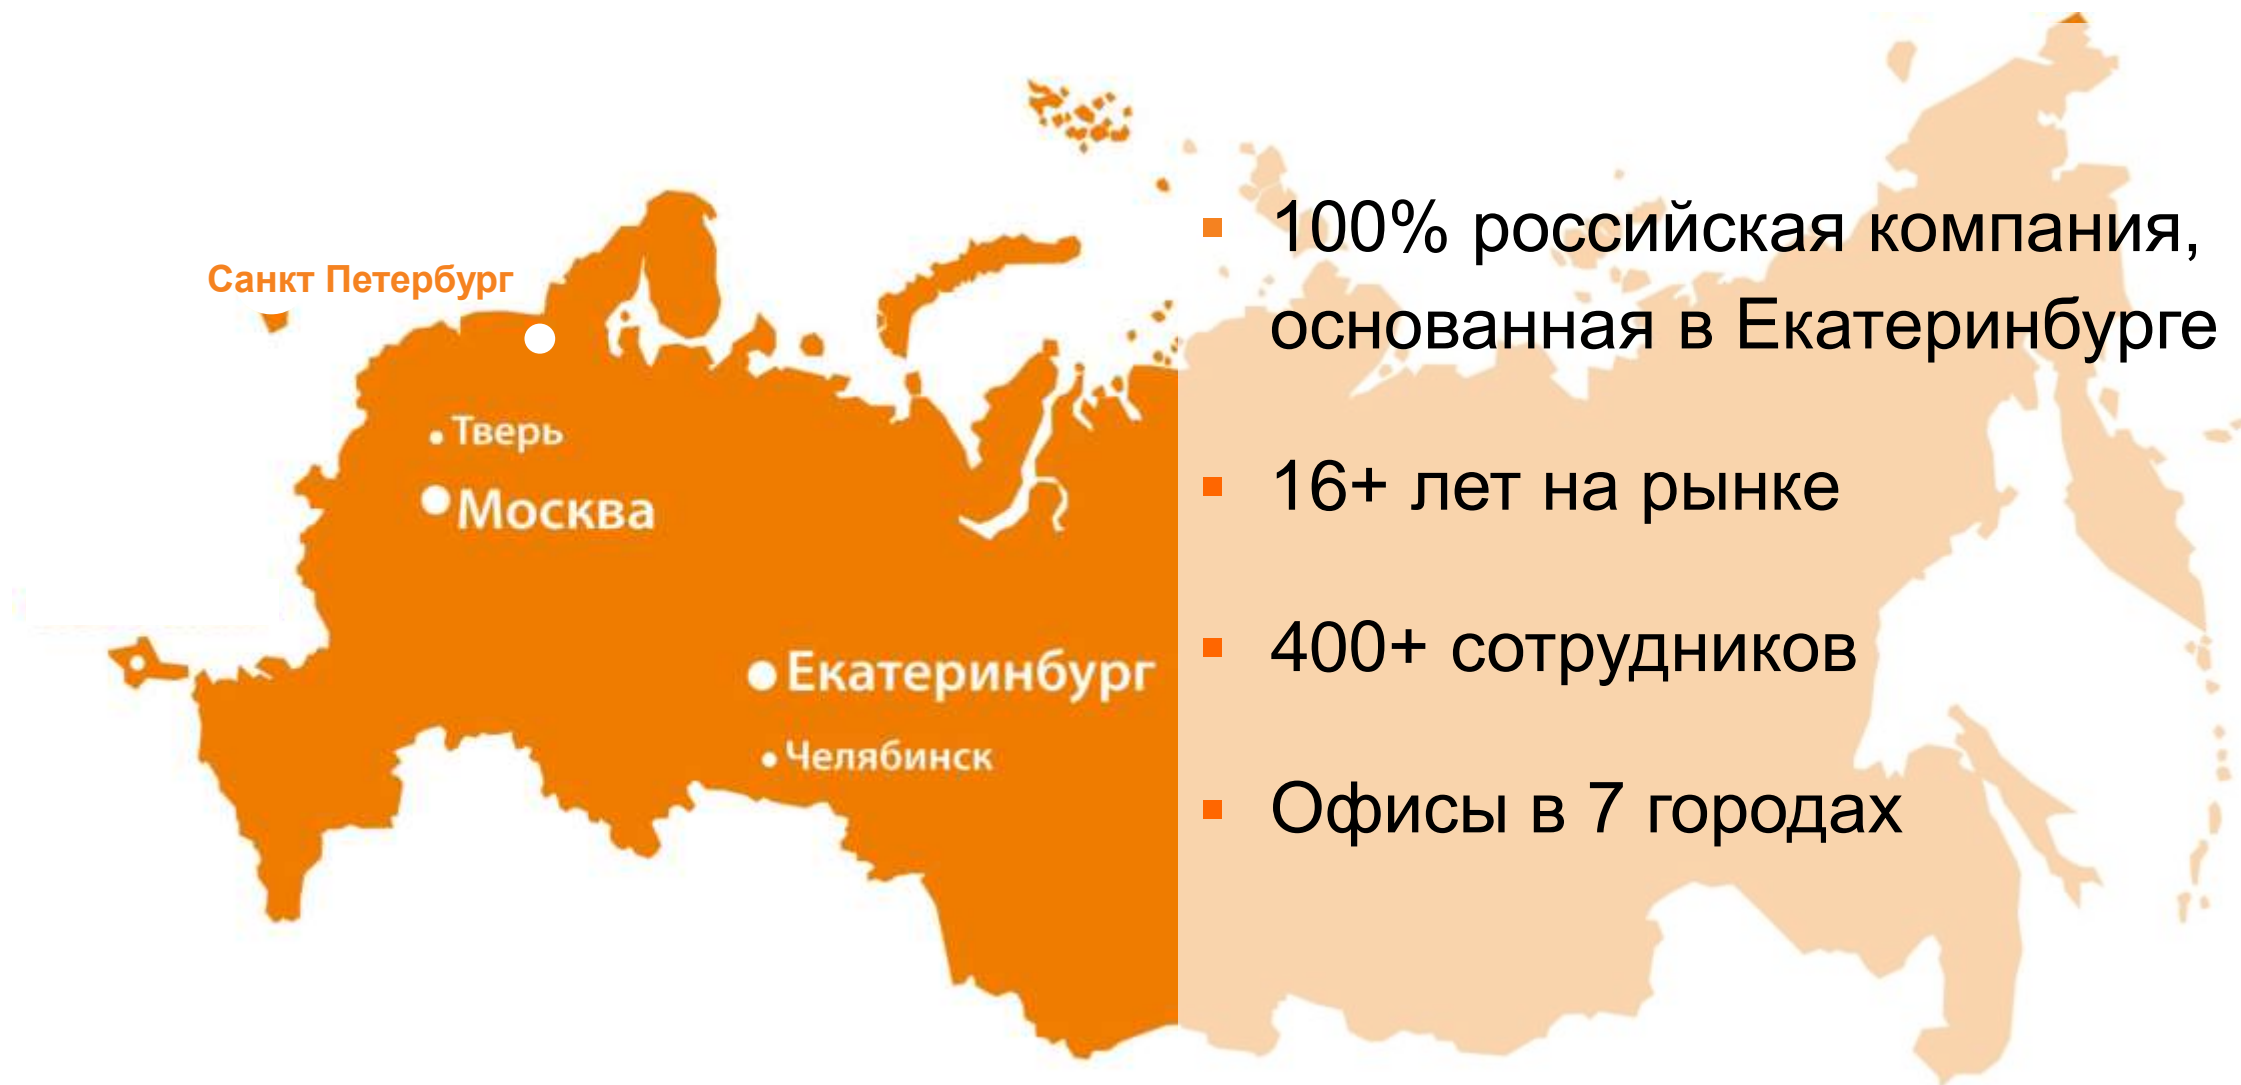 Санкт Петербург
Тверь
Москва
Екатеринбург
Челябинск
100% российская компания,
основанная в Екатеринбурге
16+ лет на рынке
400+ сотрудников
Офисы в 7 городах